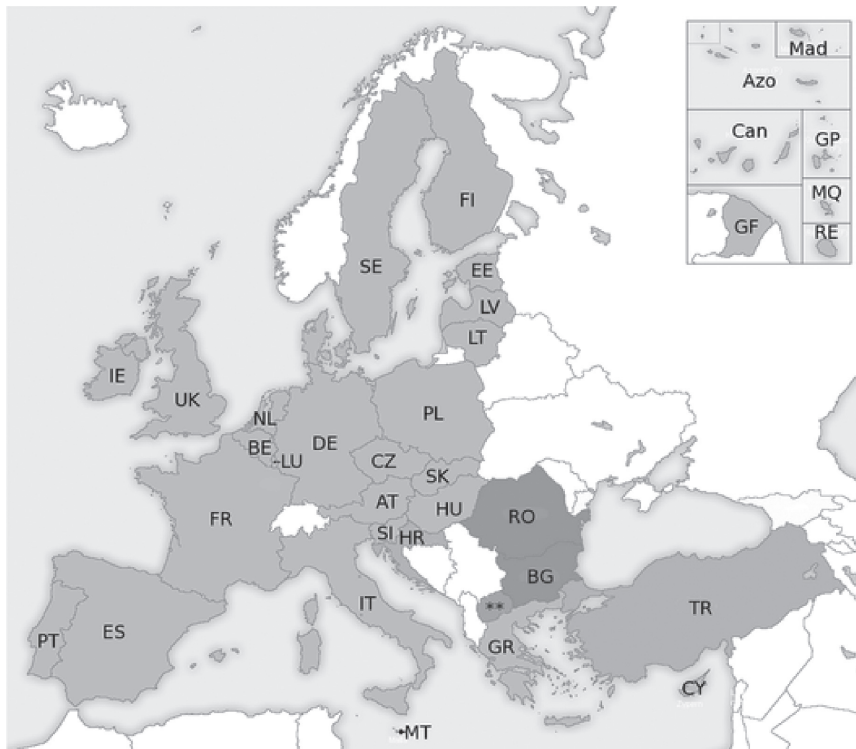 Mad
Azo
Can
GP
MQ
GF
RE
FI
SE
EE
LV
LT
IE
UK
NL
BE
LU
DE
PL
CZ
SK
AT
HU
FR
SI
HR
RO
BG
IT
**
PT
ES
GR
TR
CY
MT